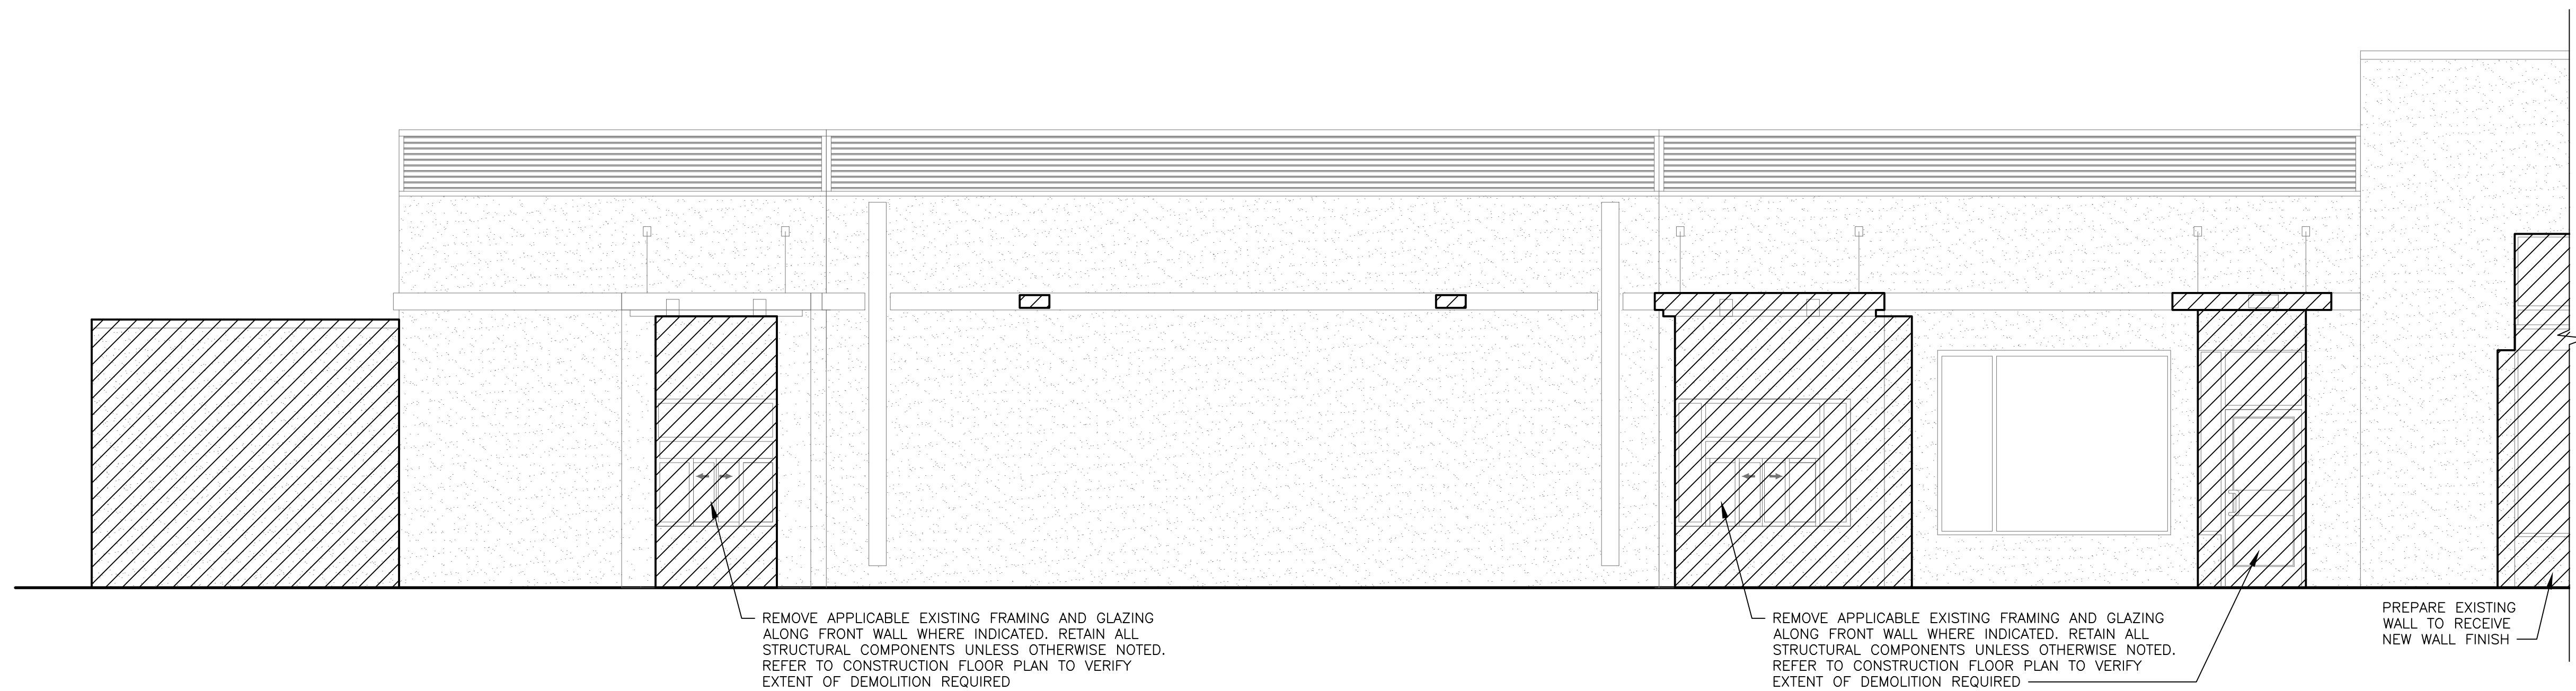 REMOVE APPLICABLE EXISTING FRAMING AND GLAZING
ALONG FRONT WALL WHERE INDICATED. RETAIN ALL
STRUCTURAL COMPONENTS UNLESS OTHERWISE NOTED.
REFER TO CONSTRUCTION FLOOR PLAN TO VERIFY
EXTENT OF DEMOLITION REQUIRED
REMOVE APPLICABLE EXISTING FRAMING AND GLAZING
ALONG FRONT WALL WHERE INDICATED. RETAIN ALL
STRUCTURAL COMPONENTS UNLESS OTHERWISE NOTED.
REFER TO CONSTRUCTION FLOOR PLAN TO VERIFY
EXTENT OF DEMOLITION REQUIRED
PREPARE EXISTING
WALL TO RECEIVE
NEW WALL FINISH